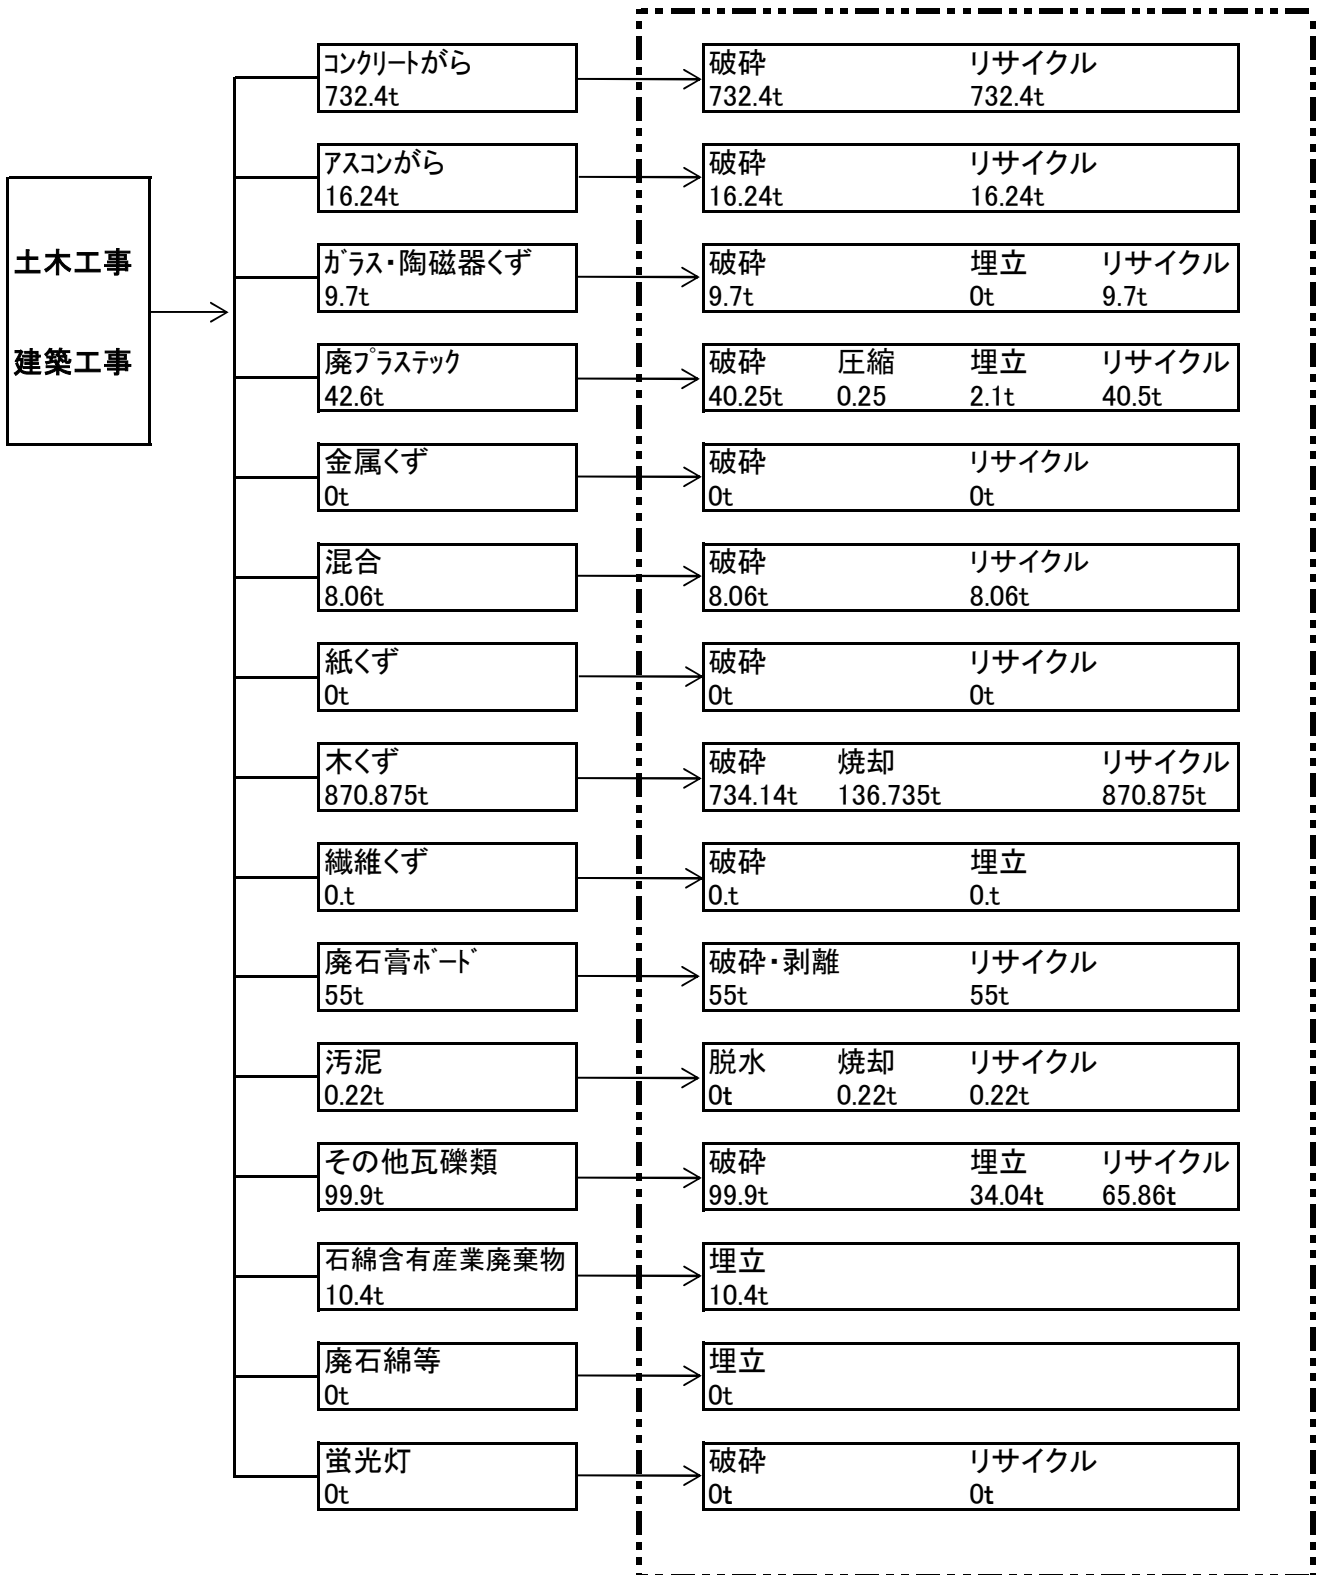 土木工事
建築工事
コンクリートがら
732.4t
破砕 リサイクル
732.4t 732.4t
アスコンがら
16.24t
破砕 リサイクル
16.24t 16.24t
ガラス・陶磁器くず
9.7t
破砕 埋立 リサイクル
9.7t 0t 9.7t
廃プラステック
42.6t
破砕 圧縮 埋立 リサイクル
40.25t 0.25 2.1t 40.5t
金属くず
0t
破砕 リサイクル
0t 0t
混合
8.06t
破砕 リサイクル
8.06t 8.06t
紙くず
0t
破砕 リサイクル
0t 0t
木くず
870.875t
破砕 焼却 リサイクル
734.14t 136.735t 870.875t
繊維くず
0.t
破砕 埋立
0.t 0.t
廃石膏ボード
55t
破砕・剥離 リサイクル
55t 55t
汚泥
0.22t
脱水 焼却 リサイクル
0t 0.22t 0.22t
その他瓦礫類
99.9t
破砕 埋立 リサイクル
99.9t 34.04t 65.86t
石綿含有産業廃棄物
10.4t
埋立
10.4t
廃石綿等
0t
埋立
0t
蛍光灯
0t
破砕 リサイクル
0t 0t